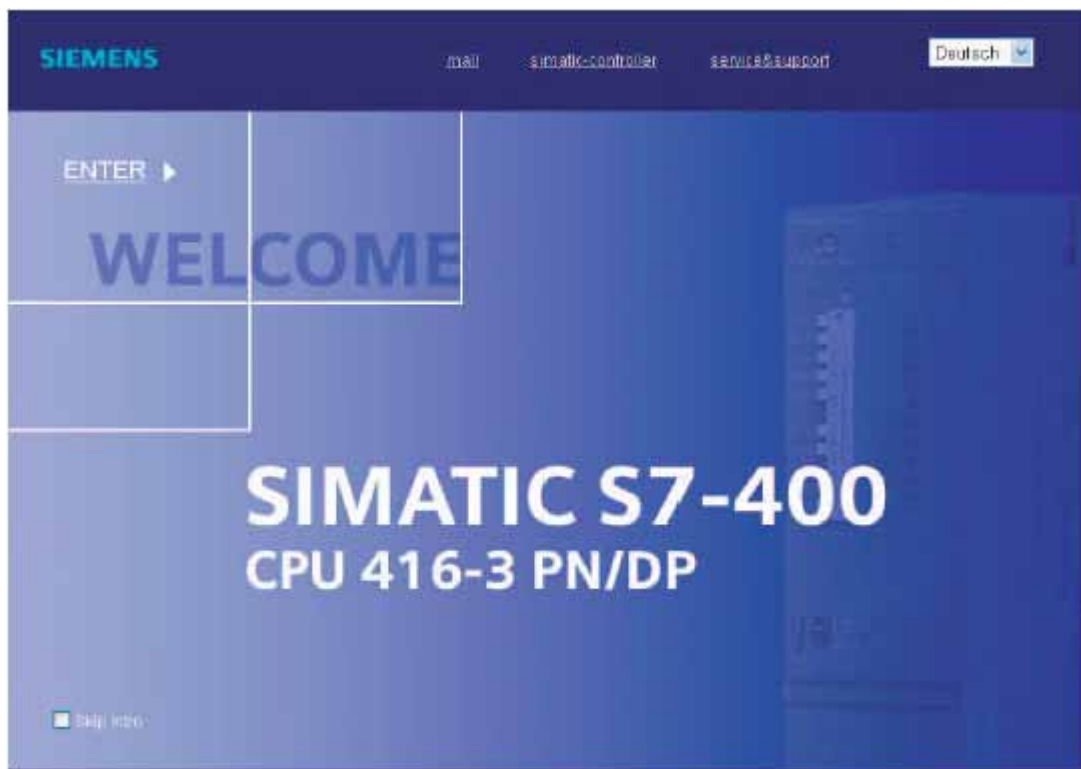 SIEMENS
mail simatic-controller service&support Deutsch
ENTER
WELCOME
SIMATIC S7-400
CPU 416-3 PN/DP
Skip Intro